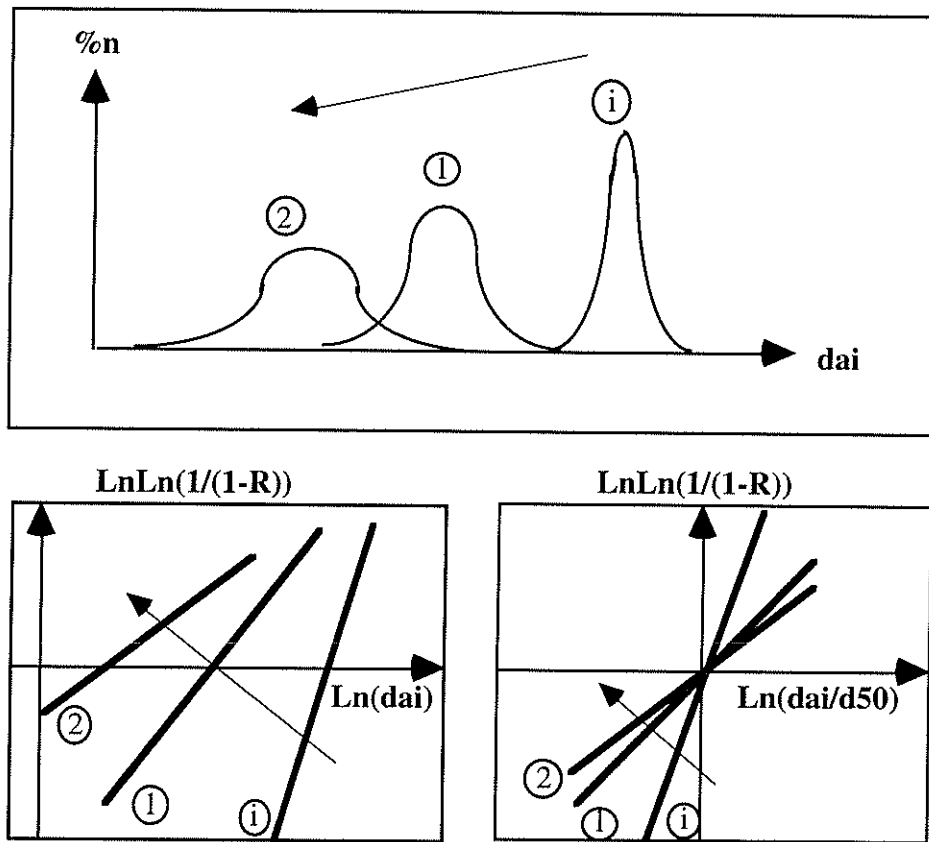 %n
i
1
2
dai
LnLn(1/(1-R))
Ln(dai)
2
1
i
LnLn(1/(1-R))
Ln(dai/d50)
2
1
i